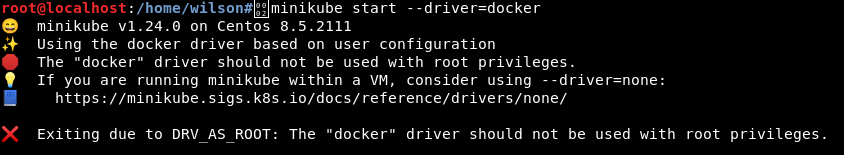 root@localhost:/home/wilson# minikube start --driver=docker
😄 minikube v1.24.0 on Centos 8.5.2111
✨ Using the docker driver based on user configuration
🛑 The "docker" driver should not be used with root privileges.
💡 If you are running minikube within a VM, consider using --driver=none:
📘 https://minikube.sigs.k8s.io/docs/reference/drivers/none/
❌ Exiting due to DRV_AS_ROOT: The "docker" driver should not be used with root privileges.